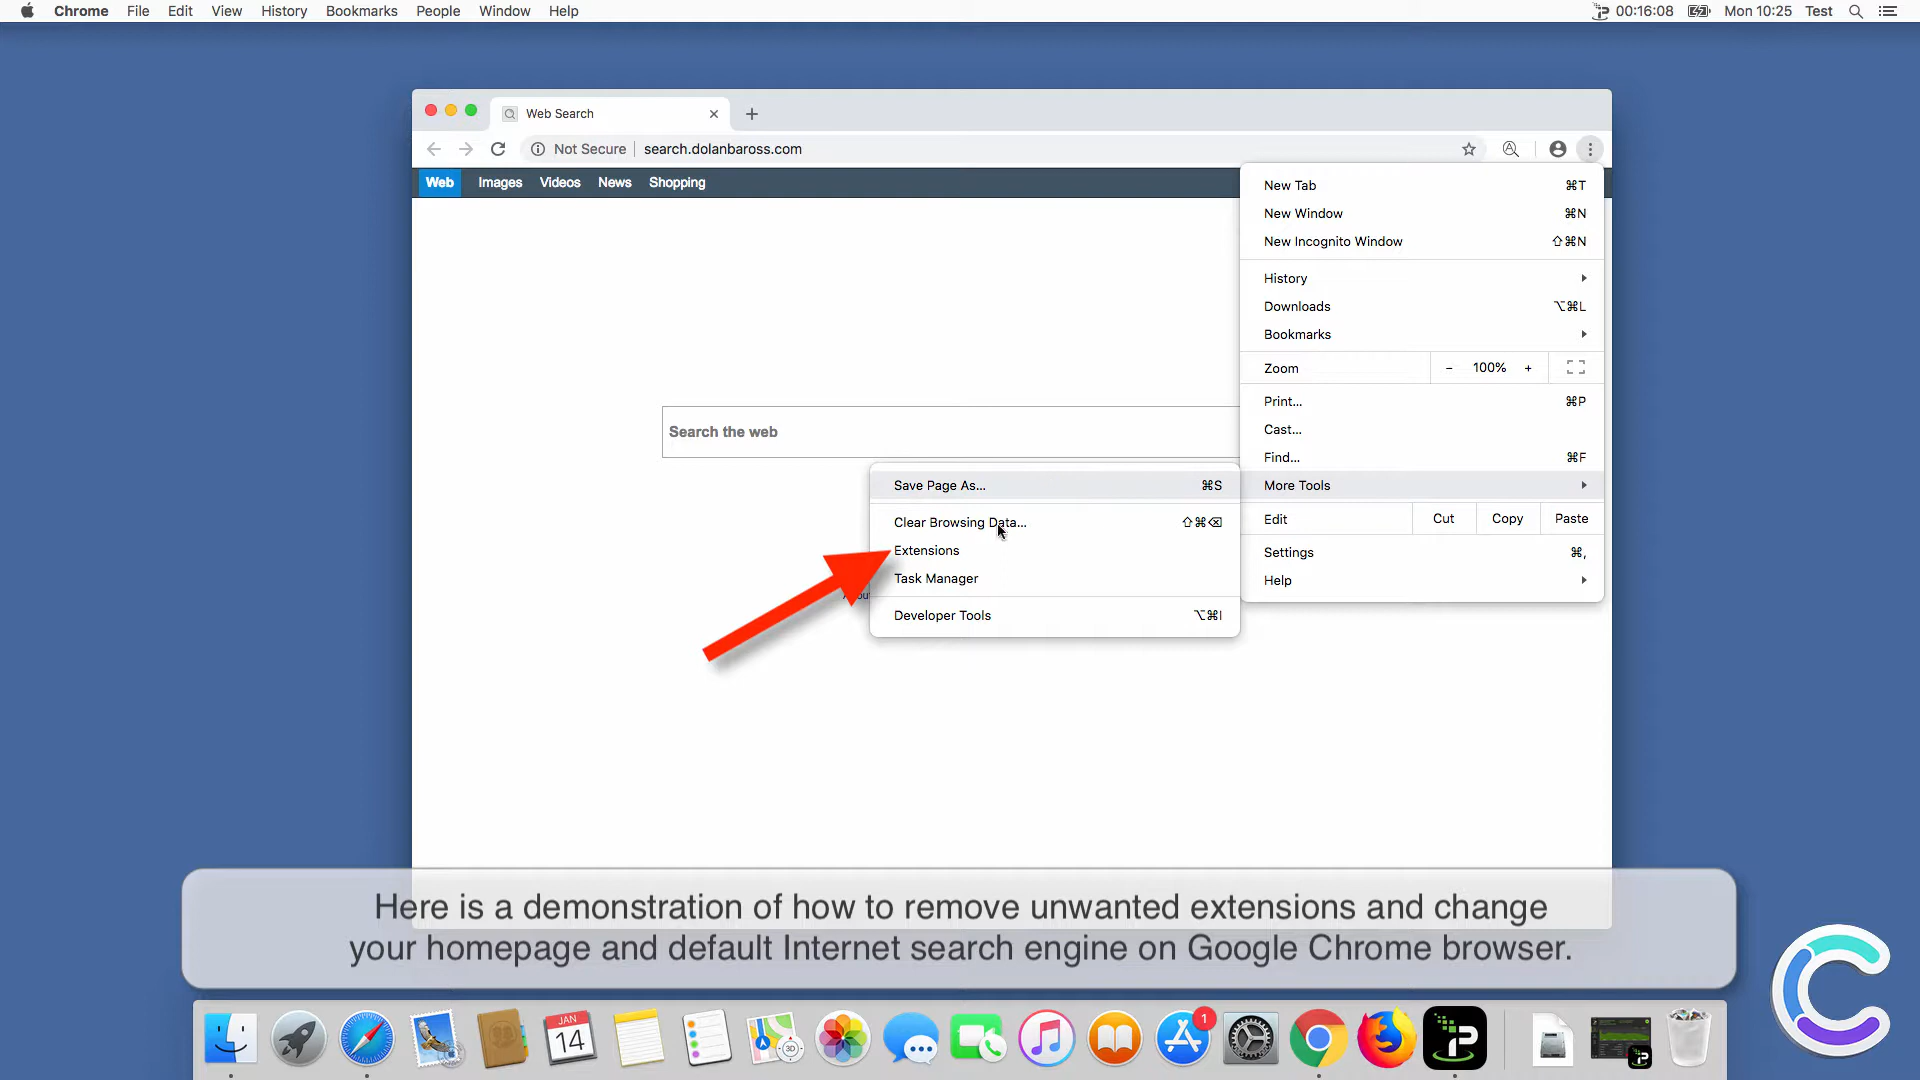 Chrome File Edit View History Bookmarks People Window Help 00:16:08 Mon 10:25 Test
Web Search
Not Secure search.dolanbaross.com
Web Images Videos News Shopping
New Tab ⌘T
New Window ⌘N
New Incognito Window ⇧⌘N
History
Downloads ⌥⌘L
Bookmarks
Zoom - 100% +
Print... ⌘P
Cast...
Find... ⌘F
More Tools
Edit Cut Copy Paste
Settings ⌘,
Help
Search the web
Save Page As... ⌘S
Clear Browsing Data... ⇧⌘⌫
Extensions
Task Manager
Developer Tools ⌥⌘I
Here is a demonstration of how to remove unwanted extensions and change
your homepage and default Internet search engine on Google Chrome browser.
JAN
14
3D
1